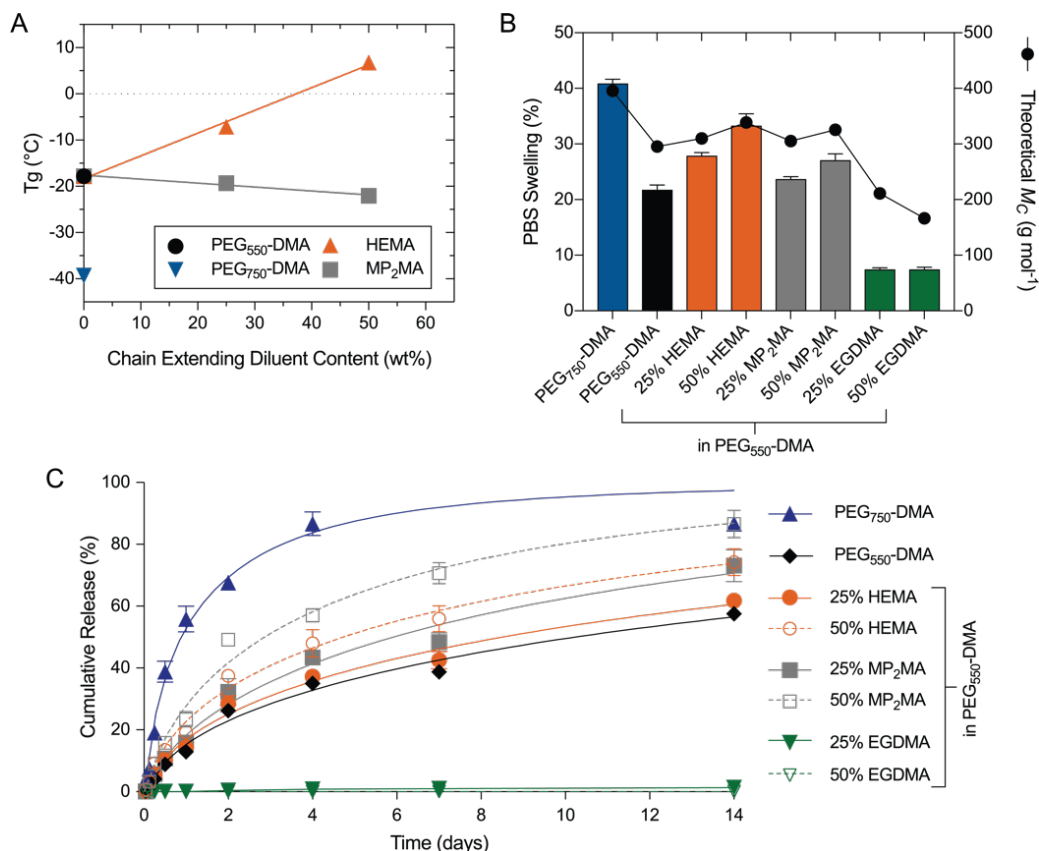 A
Tg (°C)
10
0
-10
-20
-30
-40
0 10 20 30 40 50 60
Chain Extending Diluent Content (wt%)
PEG₅₅₀-DMA
HEMA
PEG₇₅₀-DMA
MP₂MA
B
PBS Swelling (%)
50
40
30
20
10
0
500
400
300
200
100
0
Theoretical M_C (g mol⁻¹)
PEG₇₅₀-DMA
PEG₅₅₀-DMA
25% HEMA
50% HEMA
25% MP₂MA
50% MP₂MA
25% EGDMA
50% EGDMA
in PEG₅₅₀-DMA
C
Cumulative Release (%)
100
80
60
40
20
0
0 2 4 6 8 10 12 14
Time (days)
PEG₇₅₀-DMA
PEG₅₅₀-DMA
25% HEMA
50% HEMA
25% MP₂MA
50% MP₂MA
25% EGDMA
50% EGDMA
in PEG₅₅₀-DMA